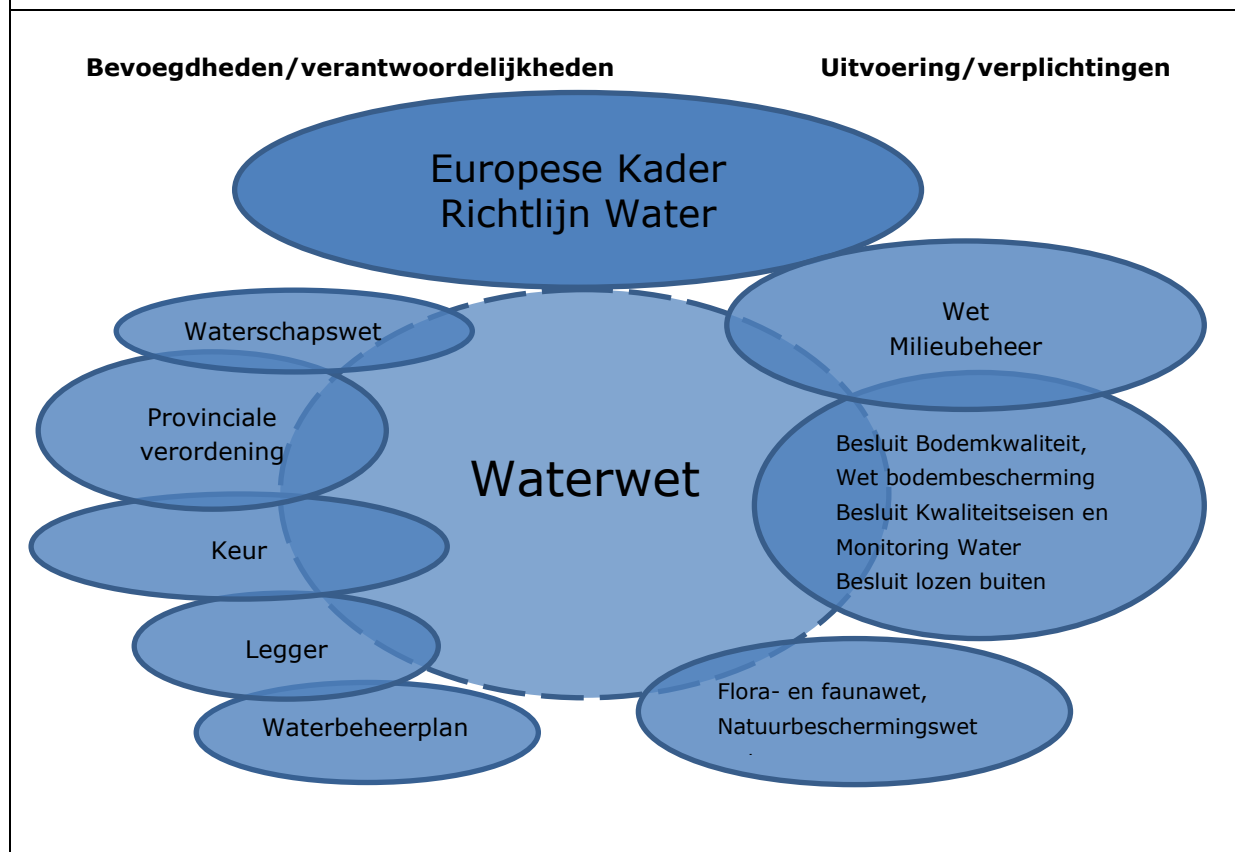 Bevoegdheden/verantwoordelijkheden
Uitvoering/verplichtingen
Europese Kader
Richtlijn Water
Waterschapswet
Provinciale
verordening
Keur
Legger
Waterbeheerplan
Waterwet
Wet
Milieubeheer
Besluit Bodemkwaliteit,
Wet bodembescherming
Besluit Kwaliteitseisen en
Monitoring Water
Besluit lozen buiten
Flora- en faunawet,
Natuurbeschermingswet